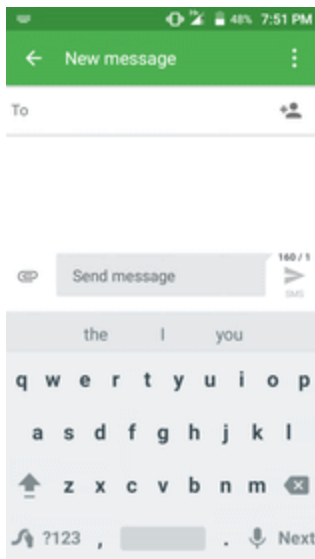 48% 7:51 PM
New message
To
160 / 1
Send message
SMS
the I you
q w e r t y u i o p
a s d f g h j k l
z x c v b n m
?123 , . Next